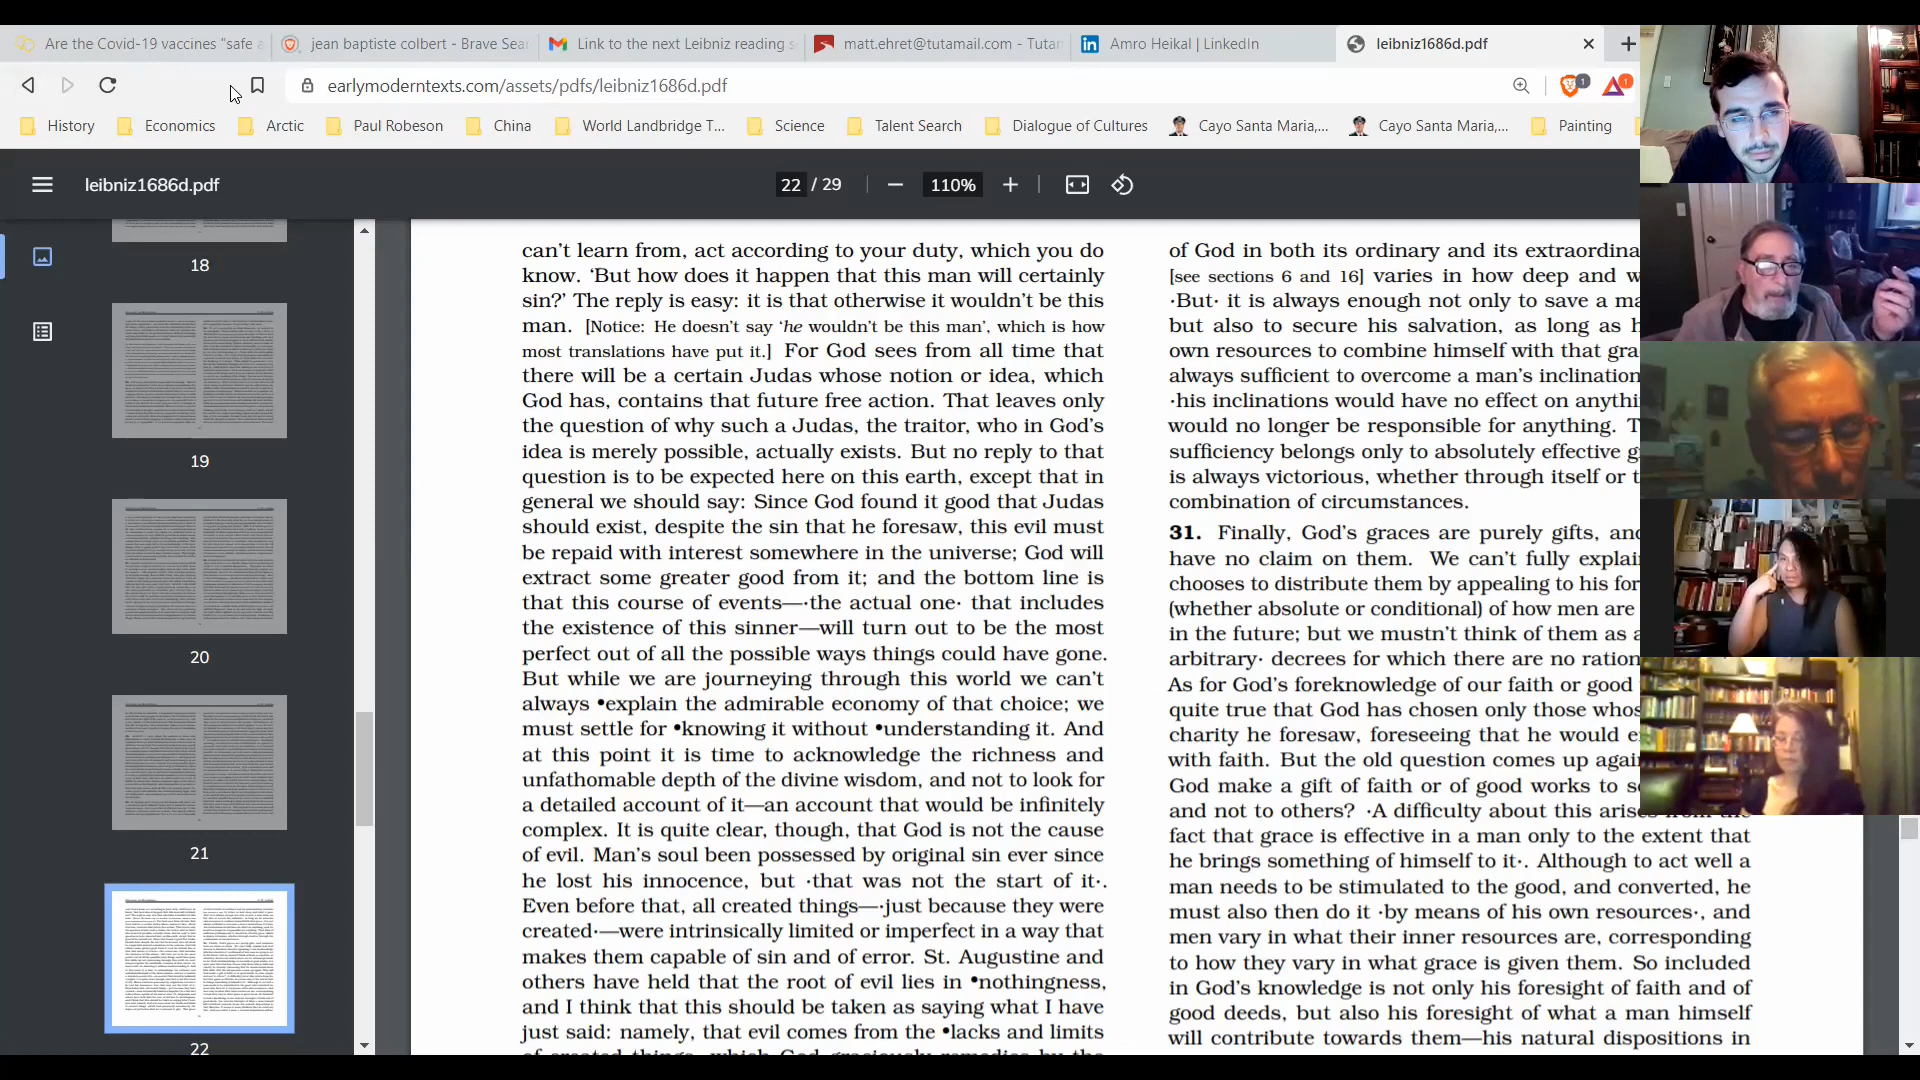 Are the Covid-19 vaccines "safe a
jean baptiste colbert - Brave Sea
Link to the next Leibniz reading s
matt.ehret@tutamail.com - Tutan
Amro Heikal | LinkedIn
leibniz1686d.pdf
earlymoderntexts.com/assets/pdfs/leibniz1686d.pdf
1
1
History
Economics
Arctic
Paul Robeson
China
World Landbridge T...
Science
Talent Search
Dialogue of Cultures
Cayo Santa Maria,...
Cayo Santa Maria,...
Painting
leibniz1686d.pdf
22 / 29
110%
18
19
20
21
22
can't learn from, act according to your duty, which you do
know. 'But how does it happen that this man will certainly
sin?' The reply is easy: it is that otherwise it wouldn't be this
man. [Notice: He doesn't say 'he wouldn't be this man', which is how
most translations have put it.] For God sees from all time that
there will be a certain Judas whose notion or idea, which
God has, contains that future free action. That leaves only
the question of why such a Judas, the traitor, who in God's
idea is merely possible, actually exists. But no reply to that
question is to be expected here on this earth, except that in
general we should say: Since God found it good that Judas
should exist, despite the sin that he foresaw, this evil must
be repaid with interest somewhere in the universe; God will
extract some greater good from it; and the bottom line is
that this course of events—·the actual one· that includes
the existence of this sinner—will turn out to be the most
perfect out of all the possible ways things could have gone.
But while we are journeying through this world we can't
always •explain the admirable economy of that choice; we
must settle for •knowing it without •understanding it. And
at this point it is time to acknowledge the richness and
unfathomable depth of the divine wisdom, and not to look for
a detailed account of it—an account that would be infinitely
complex. It is quite clear, though, that God is not the cause
of evil. Man's soul been possessed by original sin ever since
he lost his innocence, but ·that was not the start of it·.
Even before that, all created things—·just because they were
created·—were intrinsically limited or imperfect in a way that
makes them capable of sin and of error. St. Augustine and
others have held that the root of evil lies in •nothingness,
and I think that this should be taken as saying what I have
just said: namely, that evil comes from the •lacks and limits
of created things, which God graciously remedies by the
of God in both its ordinary and its extraordina
[see sections 6 and 16] varies in how deep and w
·But· it is always enough not only to save a ma
but also to secure his salvation, as long as h
own resources to combine himself with that gra
always sufficient to overcome a man's inclination
·his inclinations would have no effect on anythi
would no longer be responsible for anything. T
sufficiency belongs only to absolutely effective g
is always victorious, whether through itself or t
combination of circumstances.
31. Finally, God's graces are purely gifts, and
have no claim on them. We can't fully explai
chooses to distribute them by appealing to his for
(whether absolute or conditional) of how men are
in the future; but we mustn't think of them as a
arbitrary· decrees for which there are no ration
As for God's foreknowledge of our faith or good
quite true that God has chosen only those whos
charity he foresaw, foreseeing that he would e
with faith. But the old question comes up agai
God make a gift of faith or of good works to s
and not to others? ·A difficulty about this arises from the
fact that grace is effective in a man only to the extent that
he brings something of himself to it·. Although to act well a
man needs to be stimulated to the good, and converted, he
must also then do it ·by means of his own resources·, and
men vary in what their inner resources are, corresponding
to how they vary in what grace is given them. So included
in God's knowledge is not only his foresight of faith and of
good deeds, but also his foresight of what a man himself
will contribute towards them—his natural dispositions in